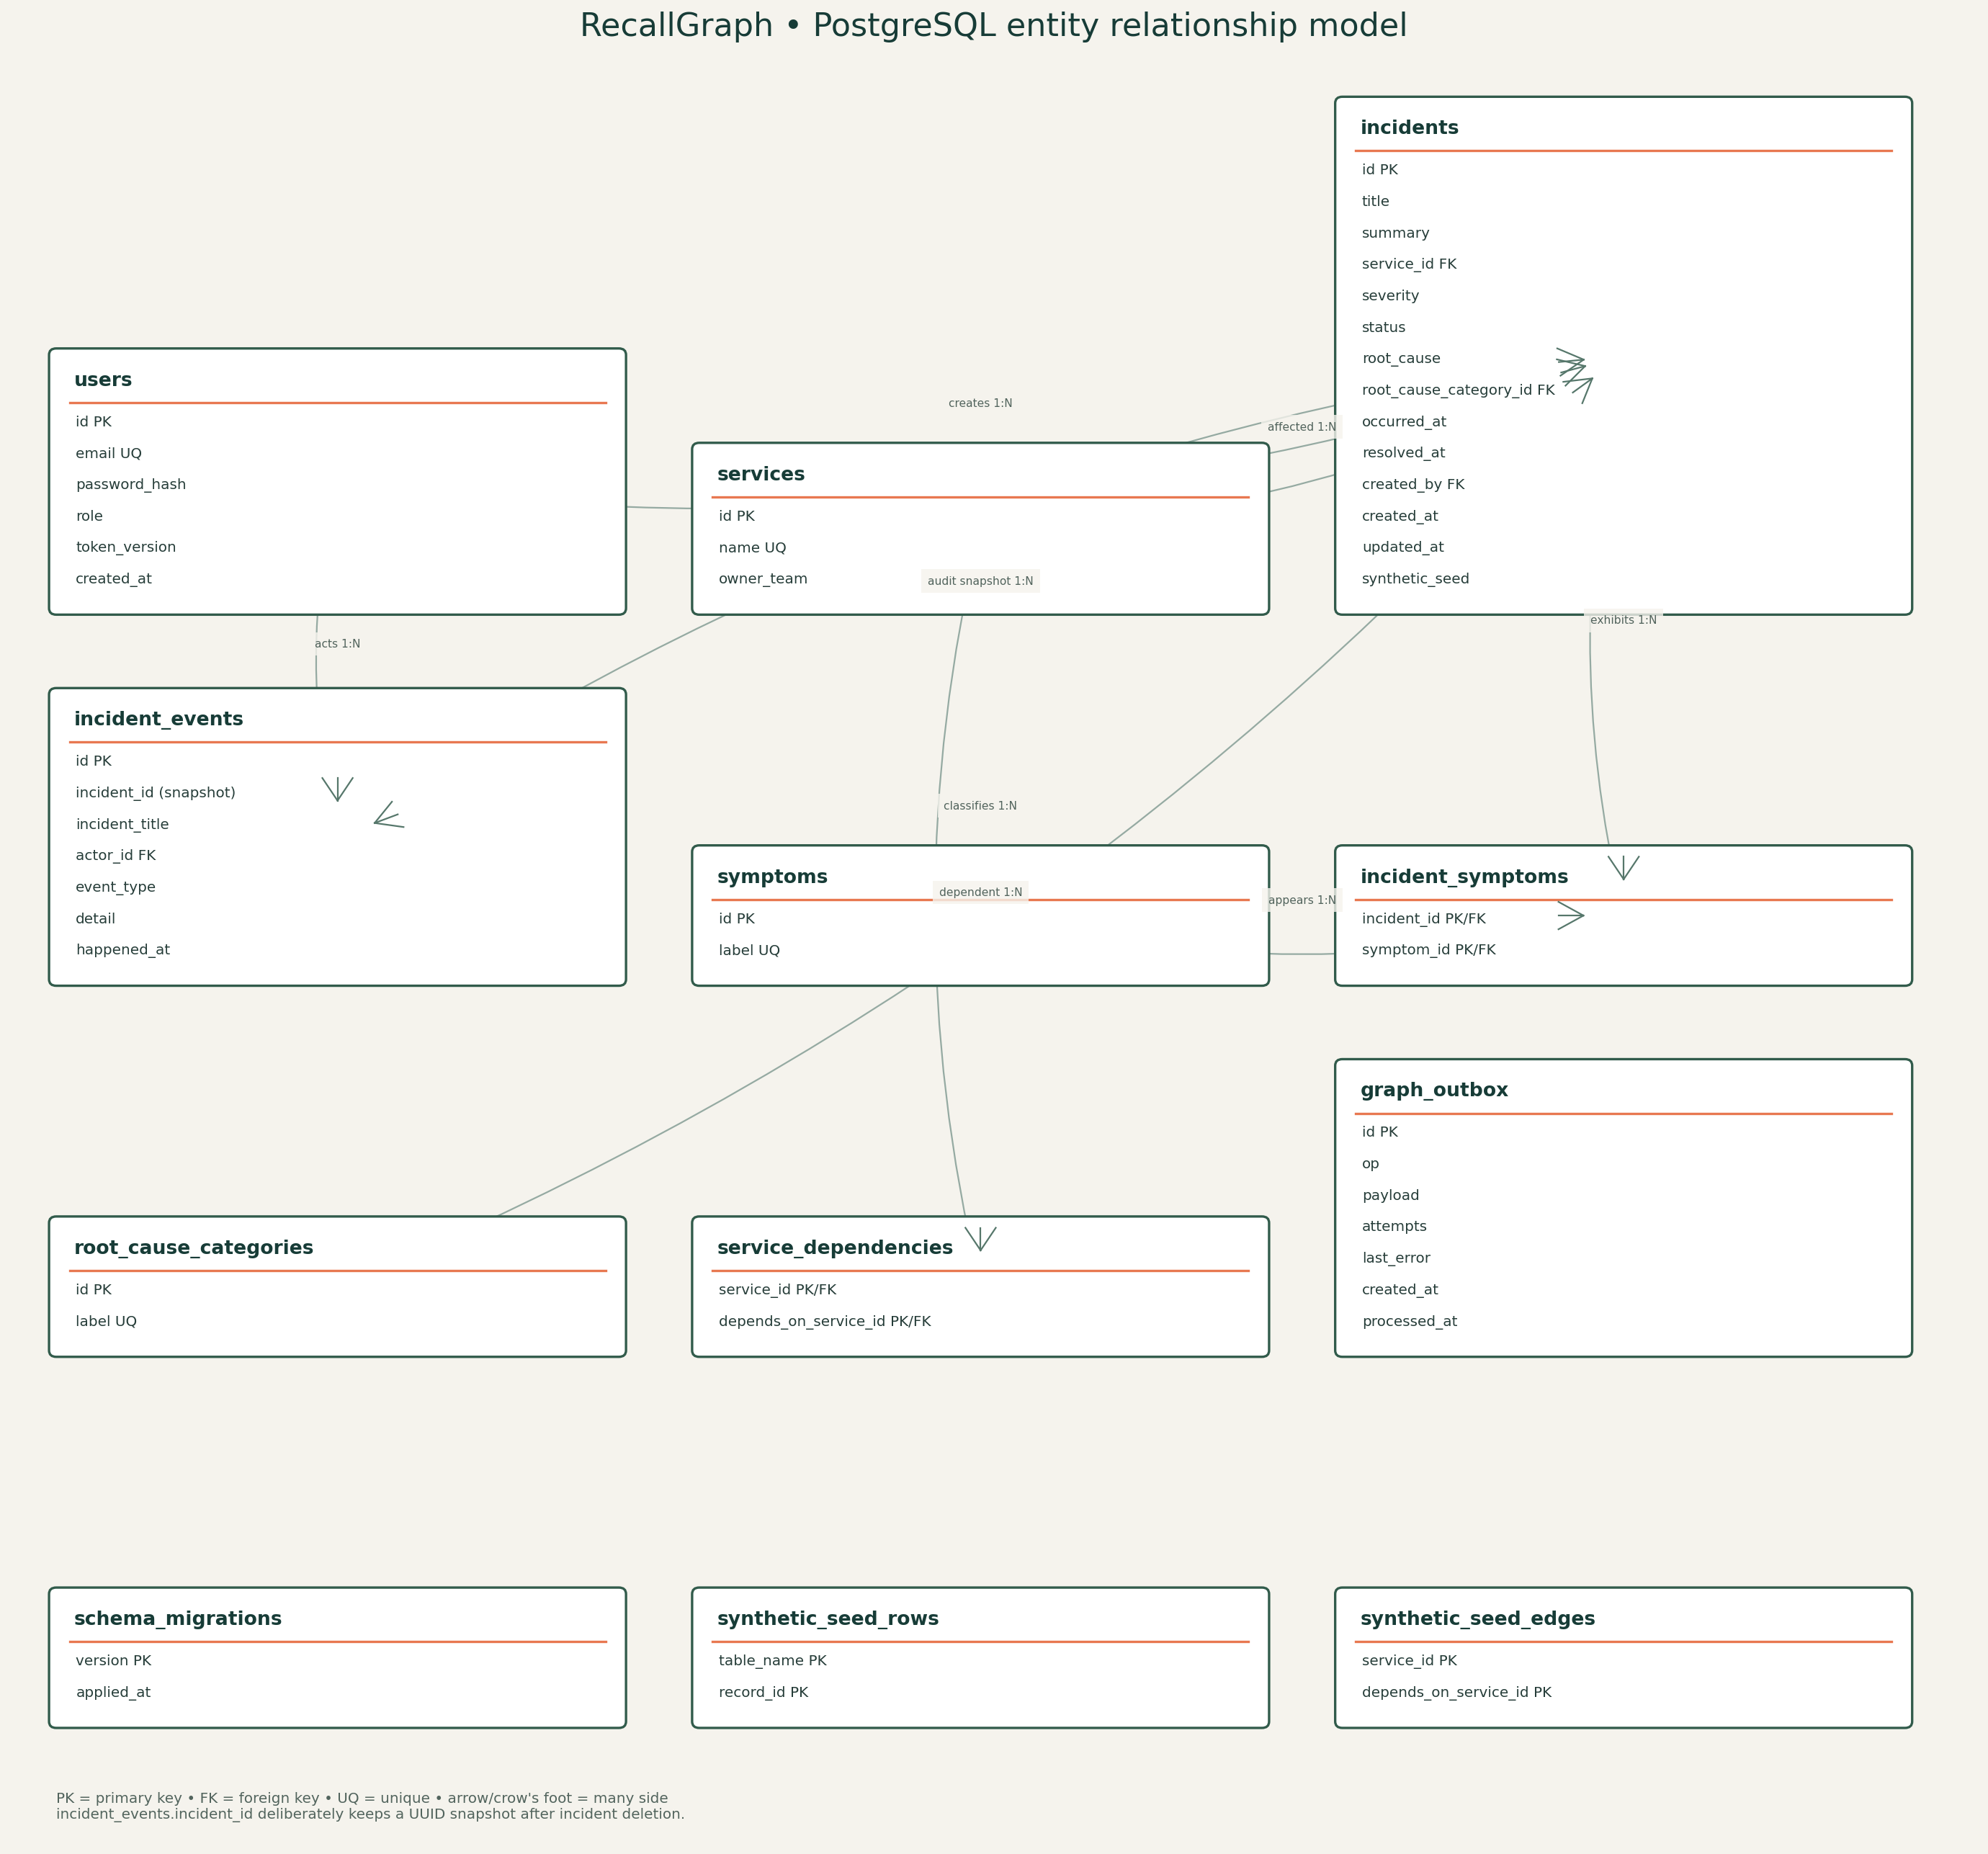 RecallGraph • PostgreSQL entity relationship model
incidents
id PK
title
summary
service_id FK
severity
status
root_cause
root_cause_category_id FK
occurred_at
resolved_at
created_by FK
created_at
updated_at
synthetic_seed
users
id PK
email UQ
password_hash
role
token_version
created_at
creates 1:N
affected 1:N
services
id PK
name UQ
owner_team
audit snapshot 1:N
acts 1:N
exhibits 1:N
incident_events
id PK
incident_id (snapshot)
incident_title
actor_id FK
event_type
detail
happened_at
classifies 1:N
symptoms
id PK
label UQ
dependent 1:N
appears 1:N
incident_symptoms
incident_id PK/FK
symptom_id PK/FK
graph_outbox
id PK
op
payload
attempts
last_error
created_at
processed_at
root_cause_categories
id PK
label UQ
service_dependencies
service_id PK/FK
depends_on_service_id PK/FK
schema_migrations
version PK
applied_at
synthetic_seed_rows
table_name PK
record_id PK
synthetic_seed_edges
service_id PK
depends_on_service_id PK
PK = primary key • FK = foreign key • UQ = unique • arrow/crow's foot = many side
incident_events.incident_id deliberately keeps a UUID snapshot after incident deletion.